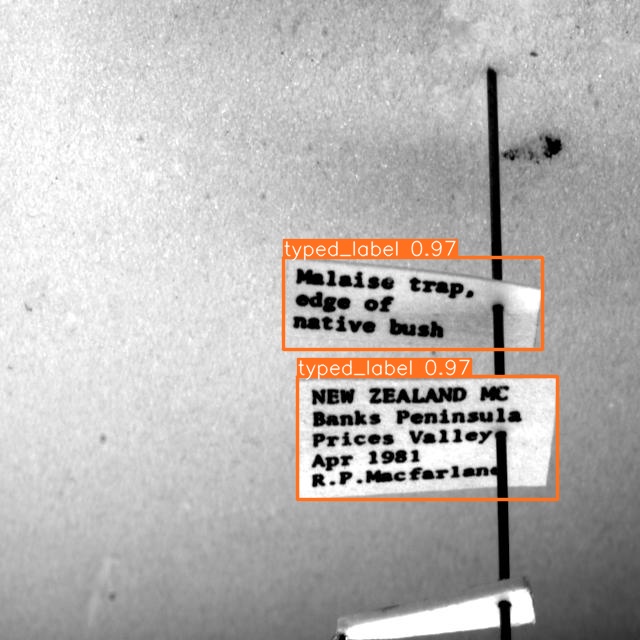 typed_label 0.97
Malaise trap,
edge of
native bush
typed_label 0.97
NEW ZEALAND MC
Banks Peninsula
Prices Valley
Apr 1981
R.P.Macfarlane